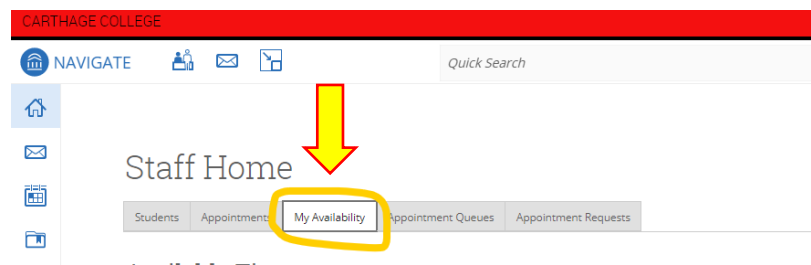 CARTHAGE COLLEGE
NAVIGATE Quick Search
Staff Home
Students Appointments My Availability Appointment Queues Appointment Requests